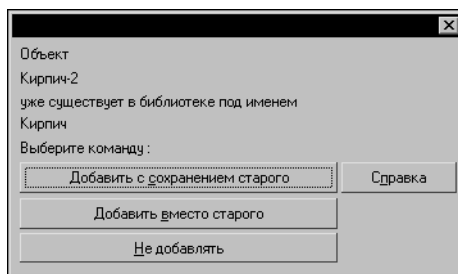 Объект
Кирпич-2
уже существует в библиотеке под именем
Кирпич
Выберите команду :
Добавить с сохранением старого
Справка
Добавить вместо старого
Не добавлять